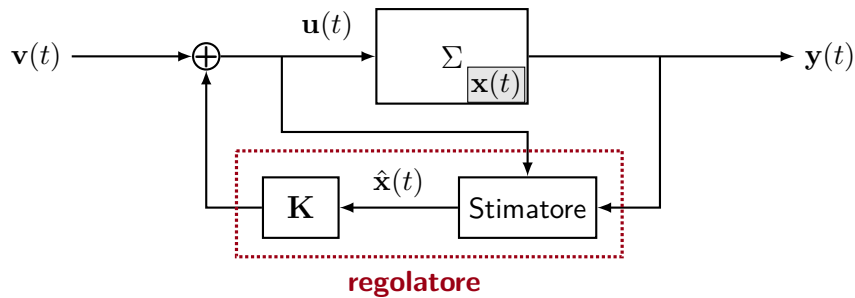 u(t)
v(t)
Σ
y(t)
x(t)
x̂(t)
K
Stimatore
regolatore